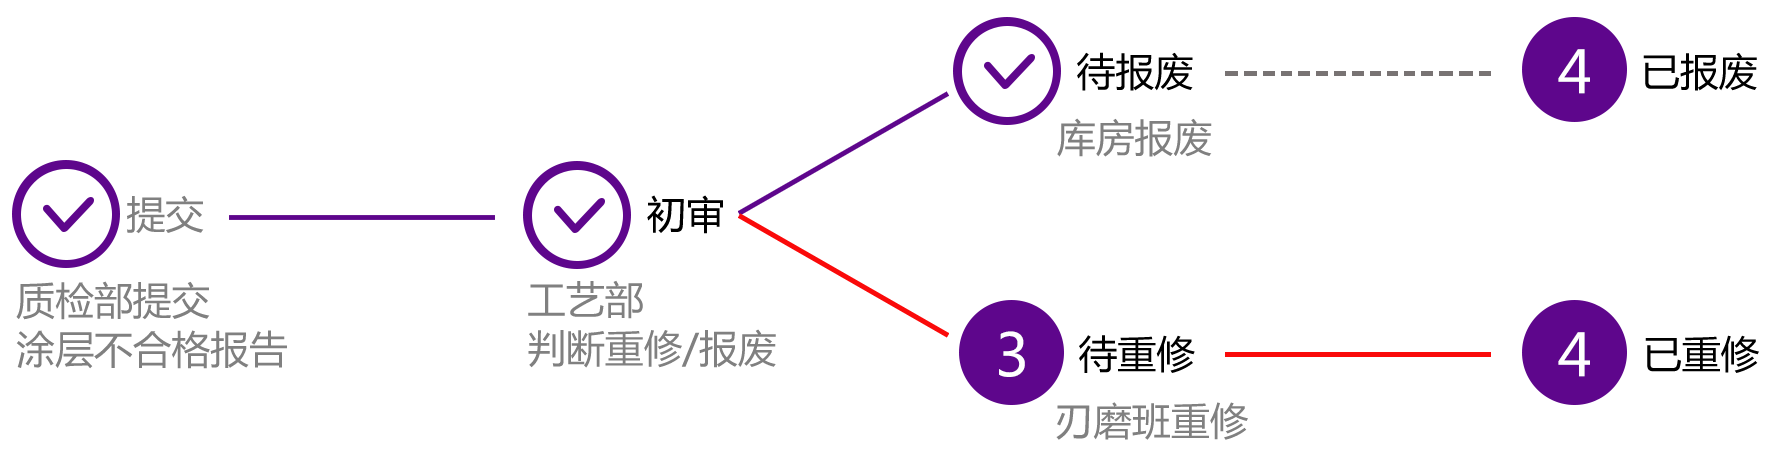 提交
质检部提交
涂层不合格报告
初审
工艺部
判断重修/报废
待报废
库房报废
4
已报废
3
待重修
刃磨班重修
4
已重修